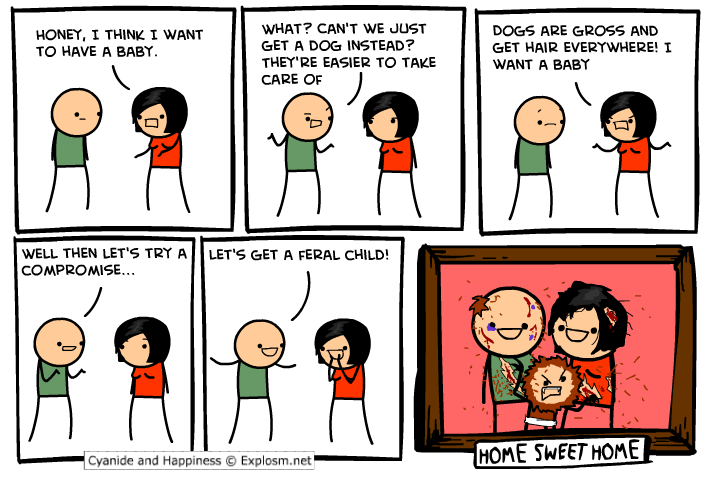 HONEY, I THINK I WANT
TO HAVE A BABY.
WHAT? CAN'T WE JUST
GET A DOG INSTEAD?
THEY'RE EASIER TO TAKE
CARE OF
DOGS ARE GROSS AND
GET HAIR EVERYWHERE! I
WANT A BABY
WELL THEN LET'S TRY A
COMPROMISE...
LET'S GET A FERAL CHILD!
HOME SWEET HOME
Cyanide and Happiness © Explosm.net